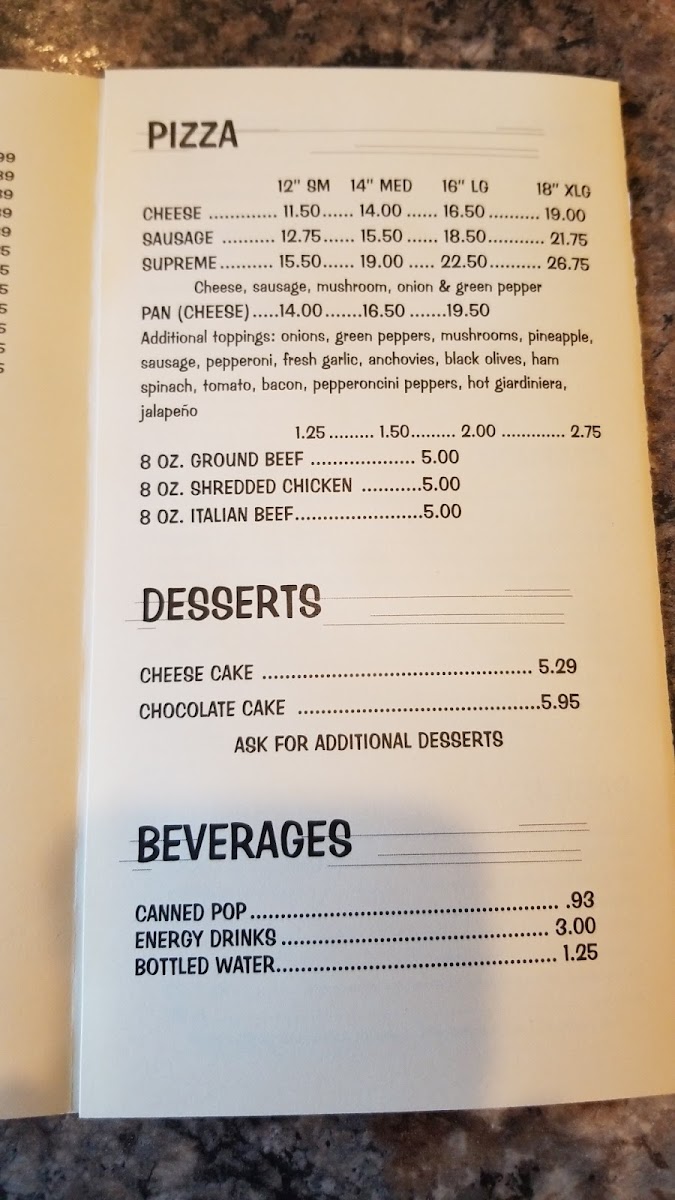 PIZZA
12" SM 14" MED 16" LG 18" XLG
CHEESE ............. 11.50...... 14.00 ...... 16.50.......... 19.00
SAUSAGE .......... 12.75...... 15.50 ...... 18.50........... 21.75
SUPREME.......... 15.50...... 19.00 ..... 22.50.......... 26.75
Cheese, sausage, mushroom, onion & green pepper
PAN (CHEESE).....14.00.......16.50 .......19.50
Additional toppings: onions, green peppers, mushrooms, pineapple,
sausage, pepperoni, fresh garlic, anchovies, black olives, ham
spinach, tomato, bacon, pepperoncini peppers, hot giardiniera,
jalapeño
1.25 ......... 1.50......... 2.00 ............. 2.75
8 OZ. GROUND BEEF ..................... 5.00
8 OZ. SHREDDED CHICKEN ...........5.00
8 OZ. ITALIAN BEEF.......................5.00
DESSERTS
CHEESE CAKE .................................................. 5.29
CHOCOLATE CAKE .............................................5.95
ASK FOR ADDITIONAL DESSERTS
BEVERAGES
CANNED POP........................................................ .93
ENERGY DRINKS ................................................ 3.00
BOTTLED WATER.................................................. 1.25